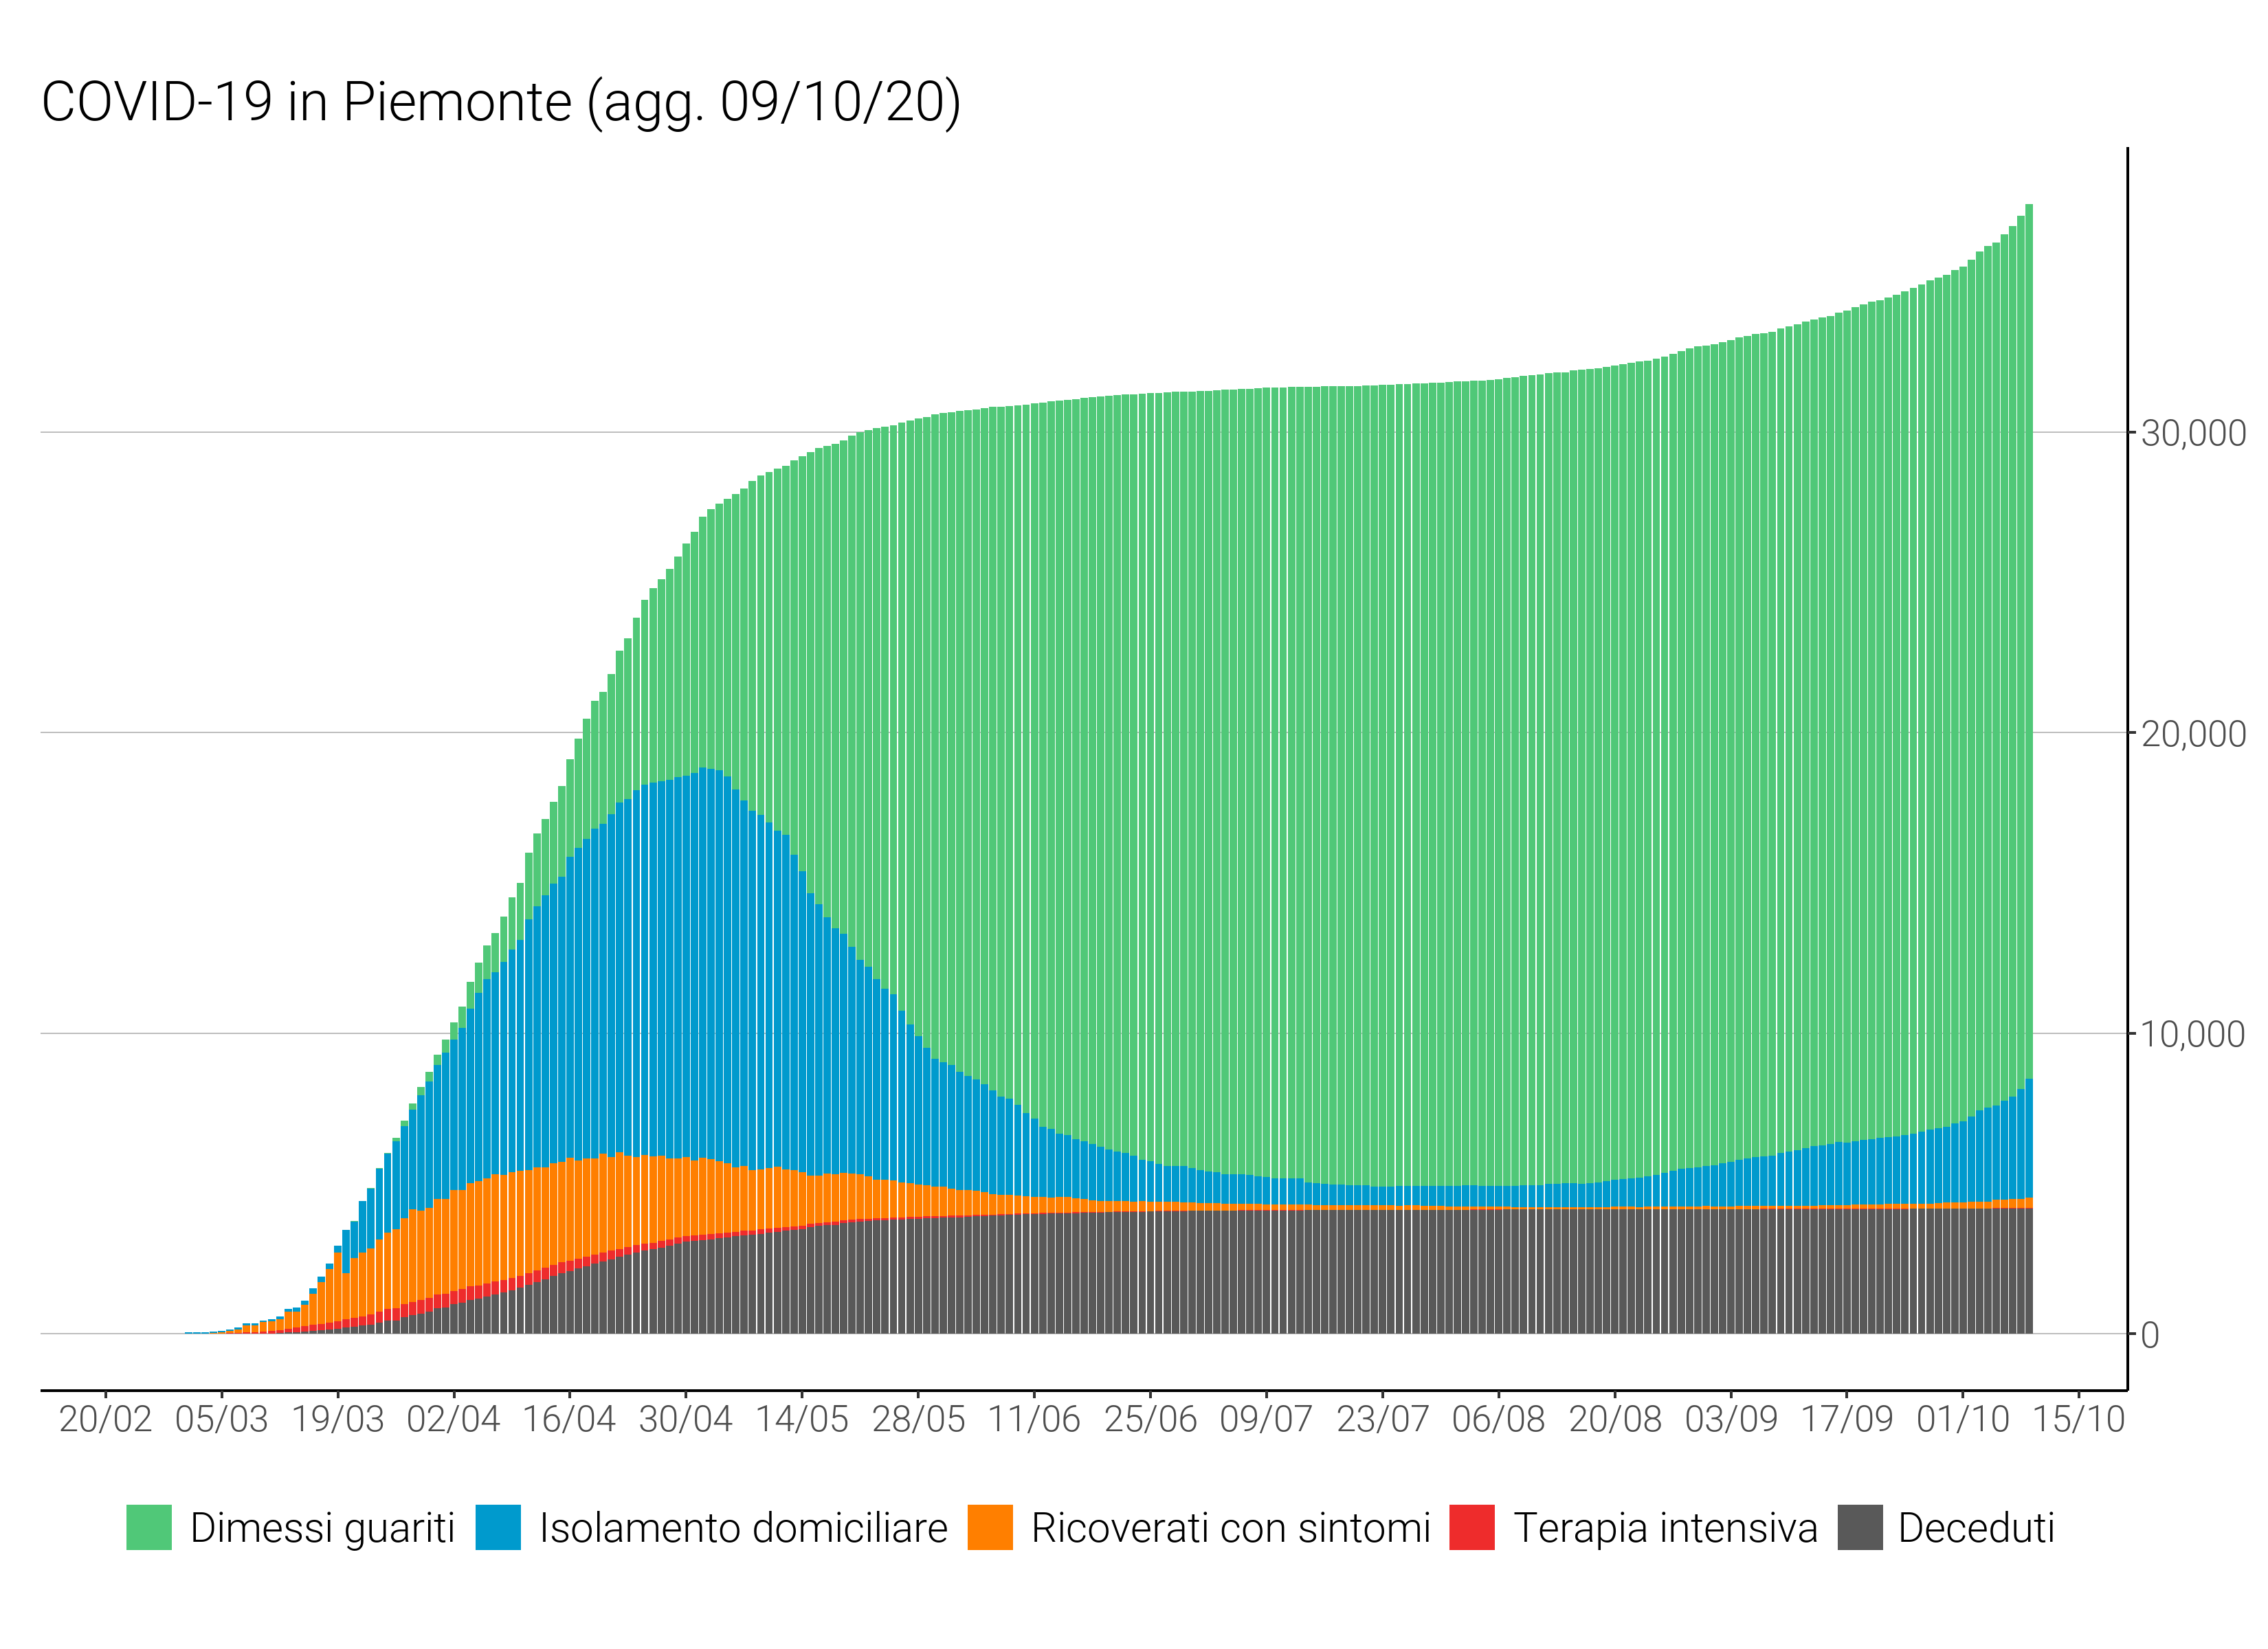 COVID-19 in Piemonte (agg. 09/10/20)
30,000
20,000
10,000
0
20/02 05/03 19/03 02/04 16/04 30/04 14/05 28/05 11/06 25/06 09/07 23/07 06/08 20/08 03/09 17/09 01/10 15/10
Dimessi guariti Isolamento domiciliare Ricoverati con sintomi Terapia intensiva Deceduti